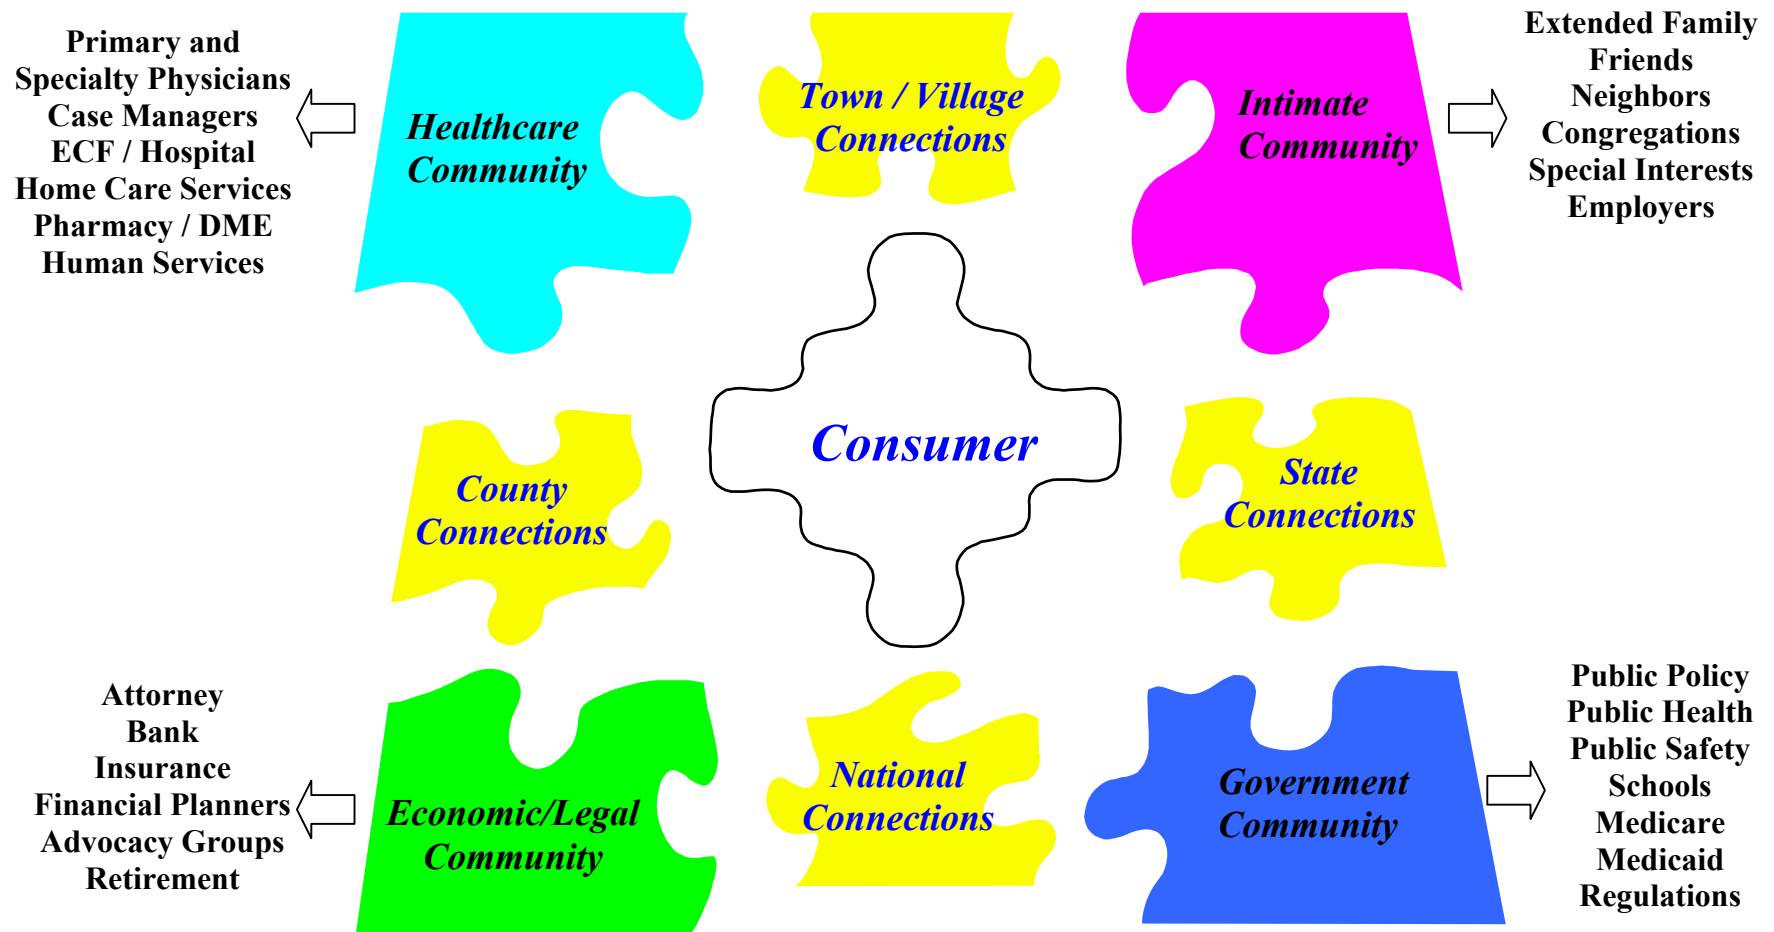 Primary and
Specialty Physicians
Case Managers
ECF / Hospital
Home Care Services
Pharmacy / DME
Human Services
Healthcare
Community
Town / Village
Connections
Intimate
Community
Extended Family
Friends
Neighbors
Congregations
Special Interests
Employers
County
Connections
Consumer
State
Connections
Attorney
Bank
Insurance
Financial Planners
Advocacy Groups
Retirement
Economic/Legal
Community
National
Connections
Government
Community
Public Policy
Public Health
Public Safety
Schools
Medicare
Medicaid
Regulations